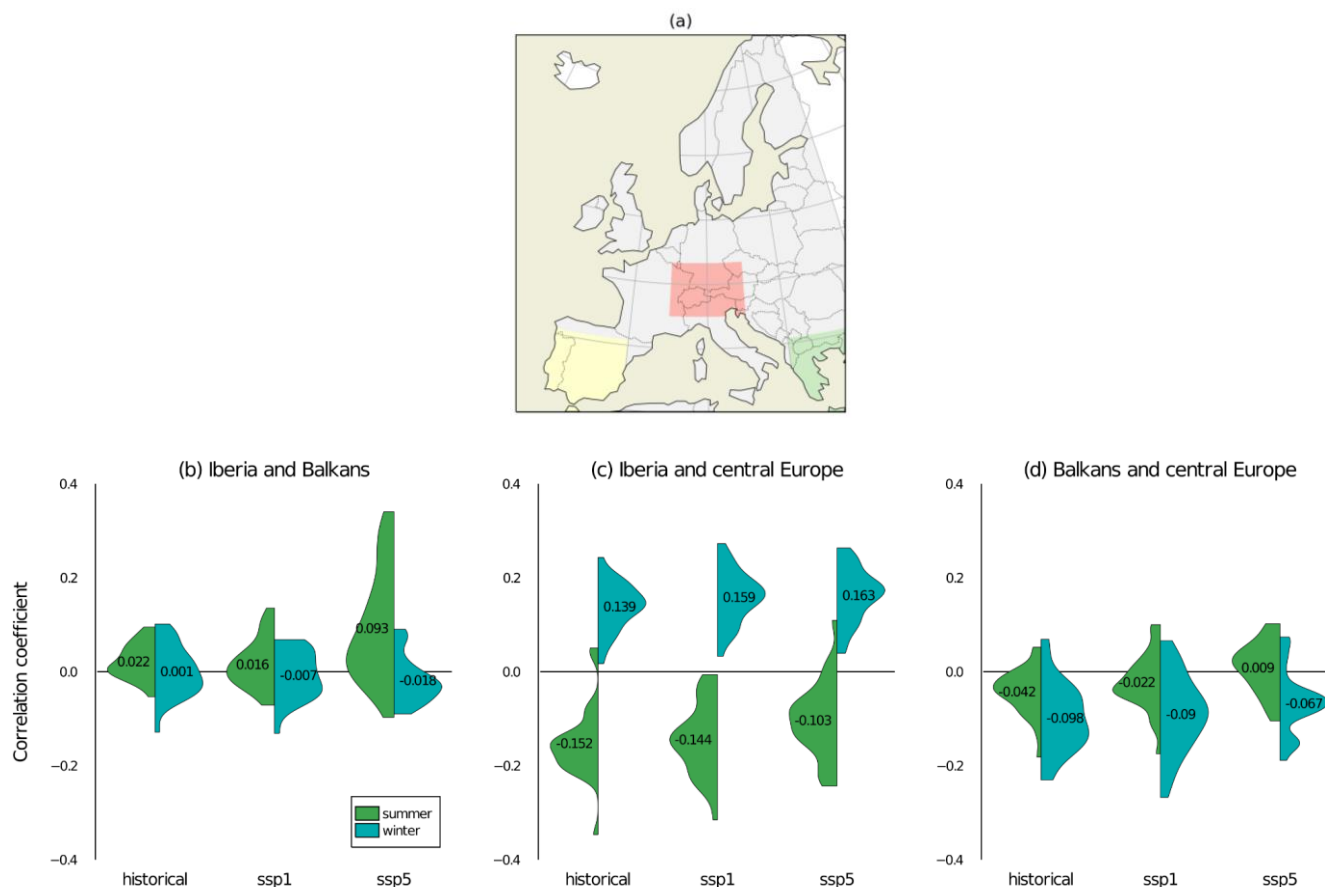 (a)
(b) Iberia and Balkans
(c) Iberia and central Europe
(d) Balkans and central Europe
Correlation coefficient
0.4
0.2
0.0
−0.2
−0.4
0.022
0.001
0.016
-0.007
0.093
-0.018
summer
winter
historical
ssp1
ssp5
0.4
0.2
0.0
−0.2
−0.4
-0.152
0.139
-0.144
0.159
-0.103
0.163
historical
ssp1
ssp5
0.4
0.2
0.0
−0.2
−0.4
-0.042
-0.098
-0.022
-0.09
0.009
-0.067
historical
ssp1
ssp5